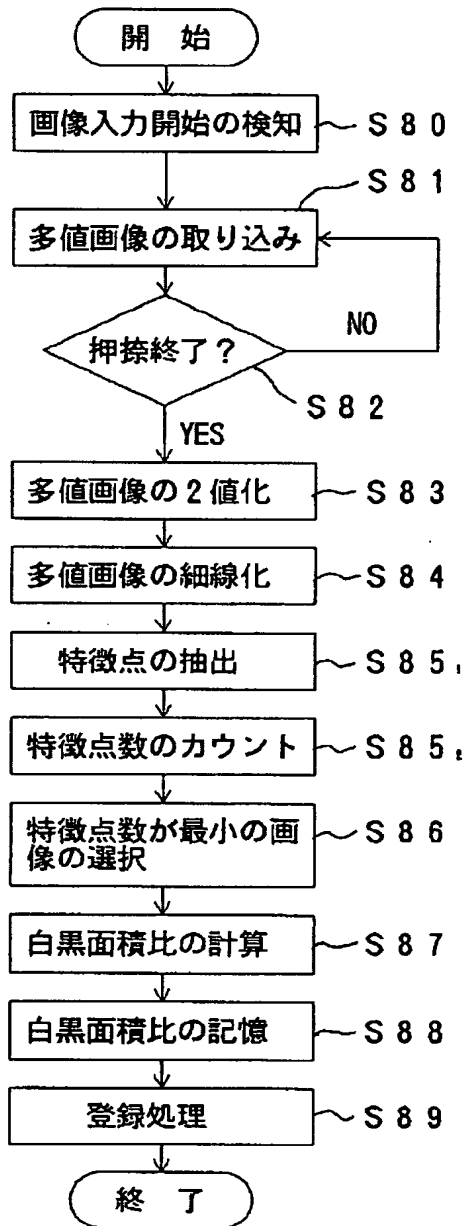 開 始
画像入力開始の検知 S80
S81
多値画像の取り込み
NO
押捺終了?
S82
YES
多値画像の2値化 S83
多値画像の細線化 S84
特徴点の抽出 S85₁
特徴点数のカウント S85₂
特徴点数が最小の画
像の選択 S86
白黒面積比の計算 S87
白黒面積比の記憶 S88
登録処理 S89
終 了